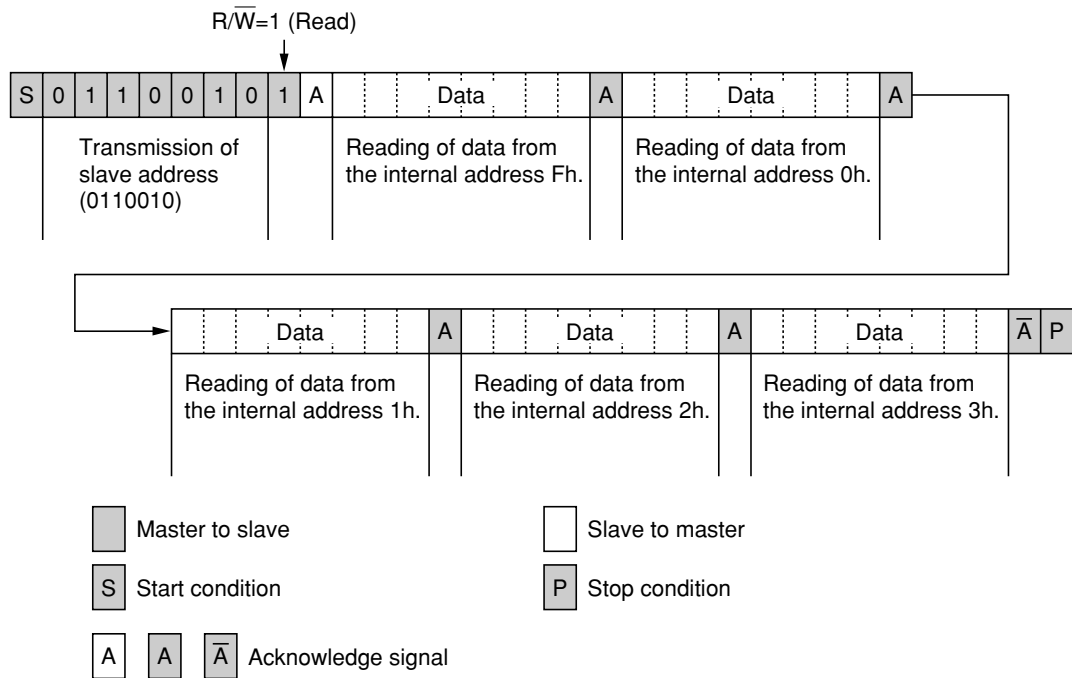 R/W̅=1 (Read)
S 0 1 1 0 0 1 0 1 A Data A Data A
Transmission of
slave address
(0110010)
Reading of data from
the internal address Fh.
Reading of data from
the internal address 0h.
Data A Data A Data A̅ P
Reading of data from
the internal address 1h.
Reading of data from
the internal address 2h.
Reading of data from
the internal address 3h.
Master to slave
Slave to master
S Start condition
P Stop condition
A A A̅ Acknowledge signal